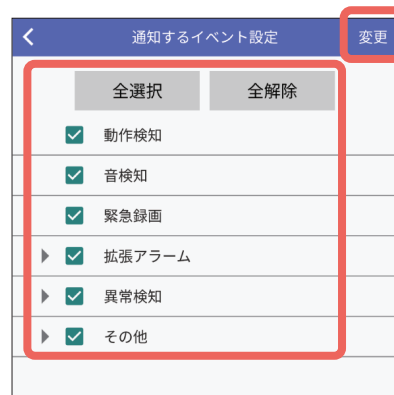 通知するイベント設定 変更
全選択 全解除
動作検知
音検知
緊急録画
拡張アラーム
異常検知
その他